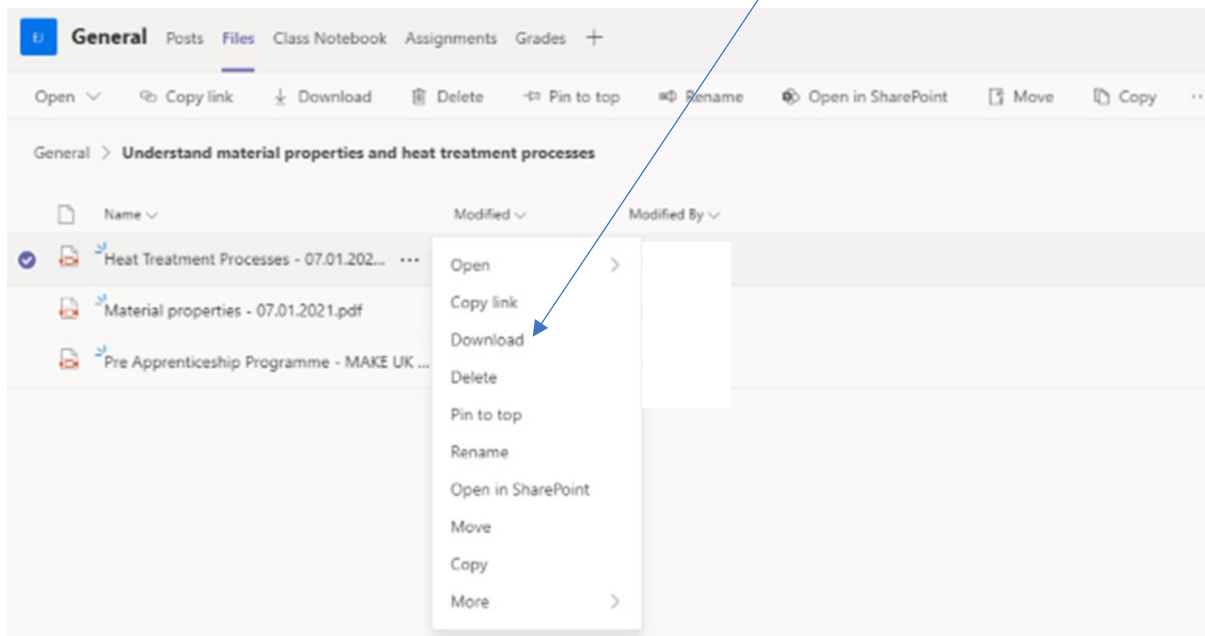 EJ General Posts Files Class Notebook Assignments Grades +
Open Copy link Download Delete Pin to top Rename Open in SharePoint Move Copy ...
General > Understand material properties and heat treatment processes
Name Modified Modified By
Heat Treatment Processes - 07.01.202... ...
Material properties - 07.01.2021.pdf
Pre Apprenticeship Programme - MAKE UK ...
Open >
Copy link
Download
Delete
Pin to top
Rename
Open in SharePoint
Move
Copy
More >